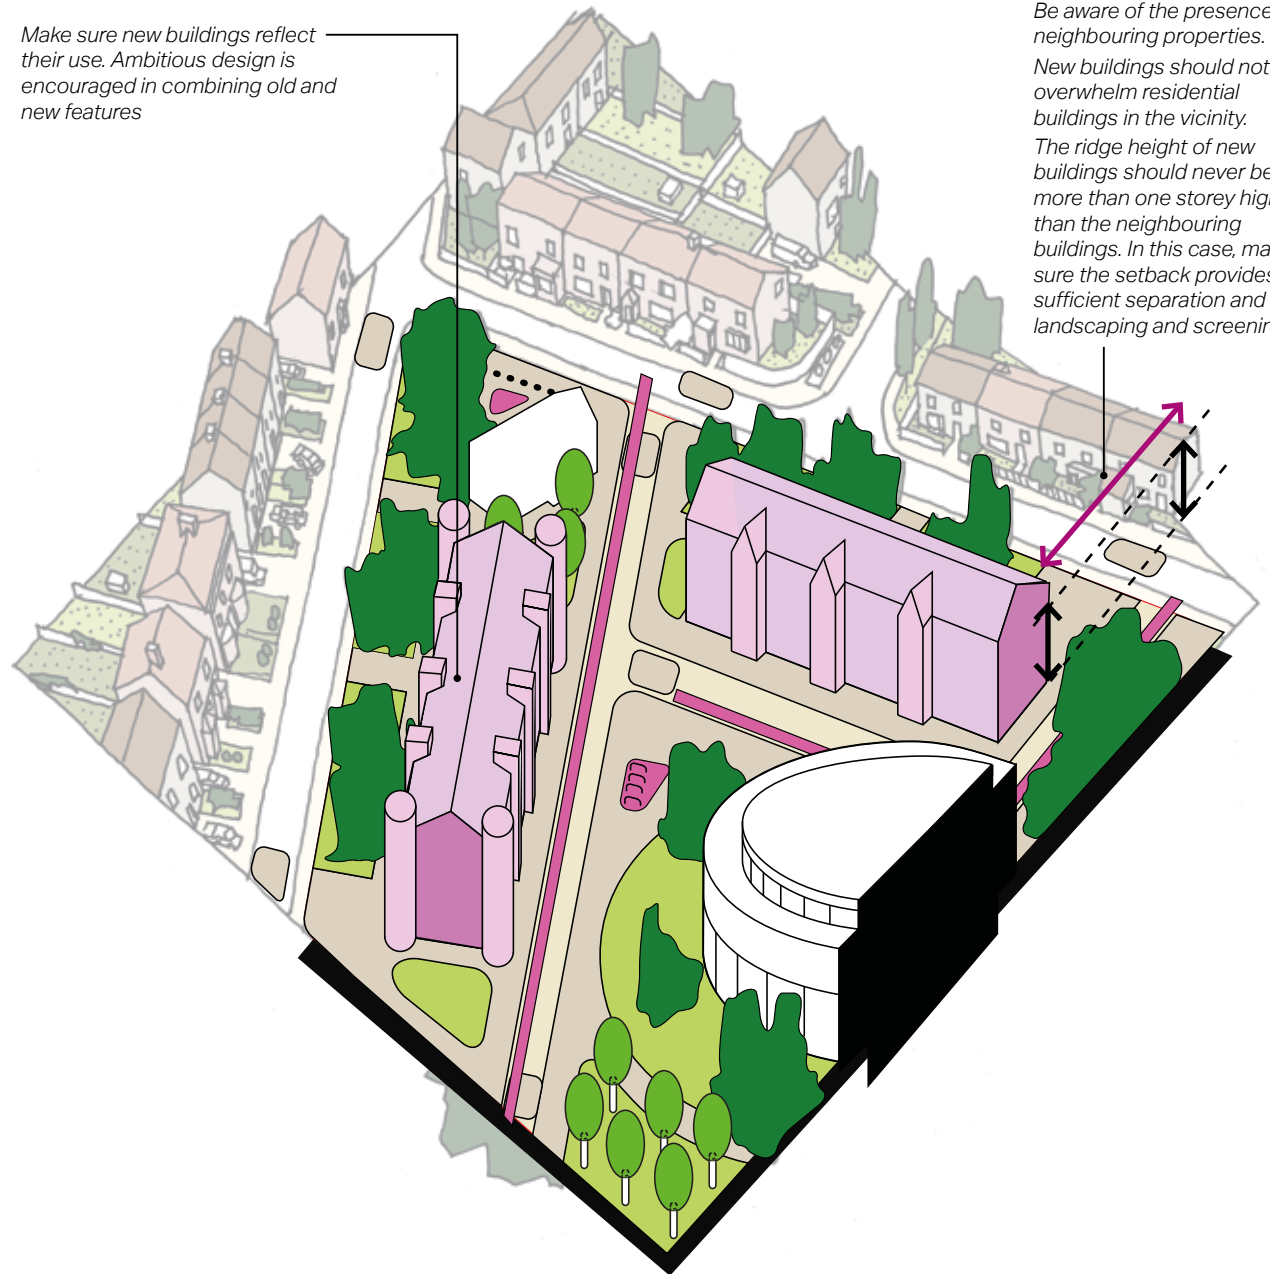 Make sure new buildings reflect
their use. Ambitious design is
encouraged in combining old and
new features
Be aware of the presence
neighbouring properties.
New buildings should not
overwhelm residential
buildings in the vicinity.
The ridge height of new
buildings should never be
more than one storey hig
than the neighbouring
buildings. In this case, ma
sure the setback provides
sufficient separation and
landscaping and screenin